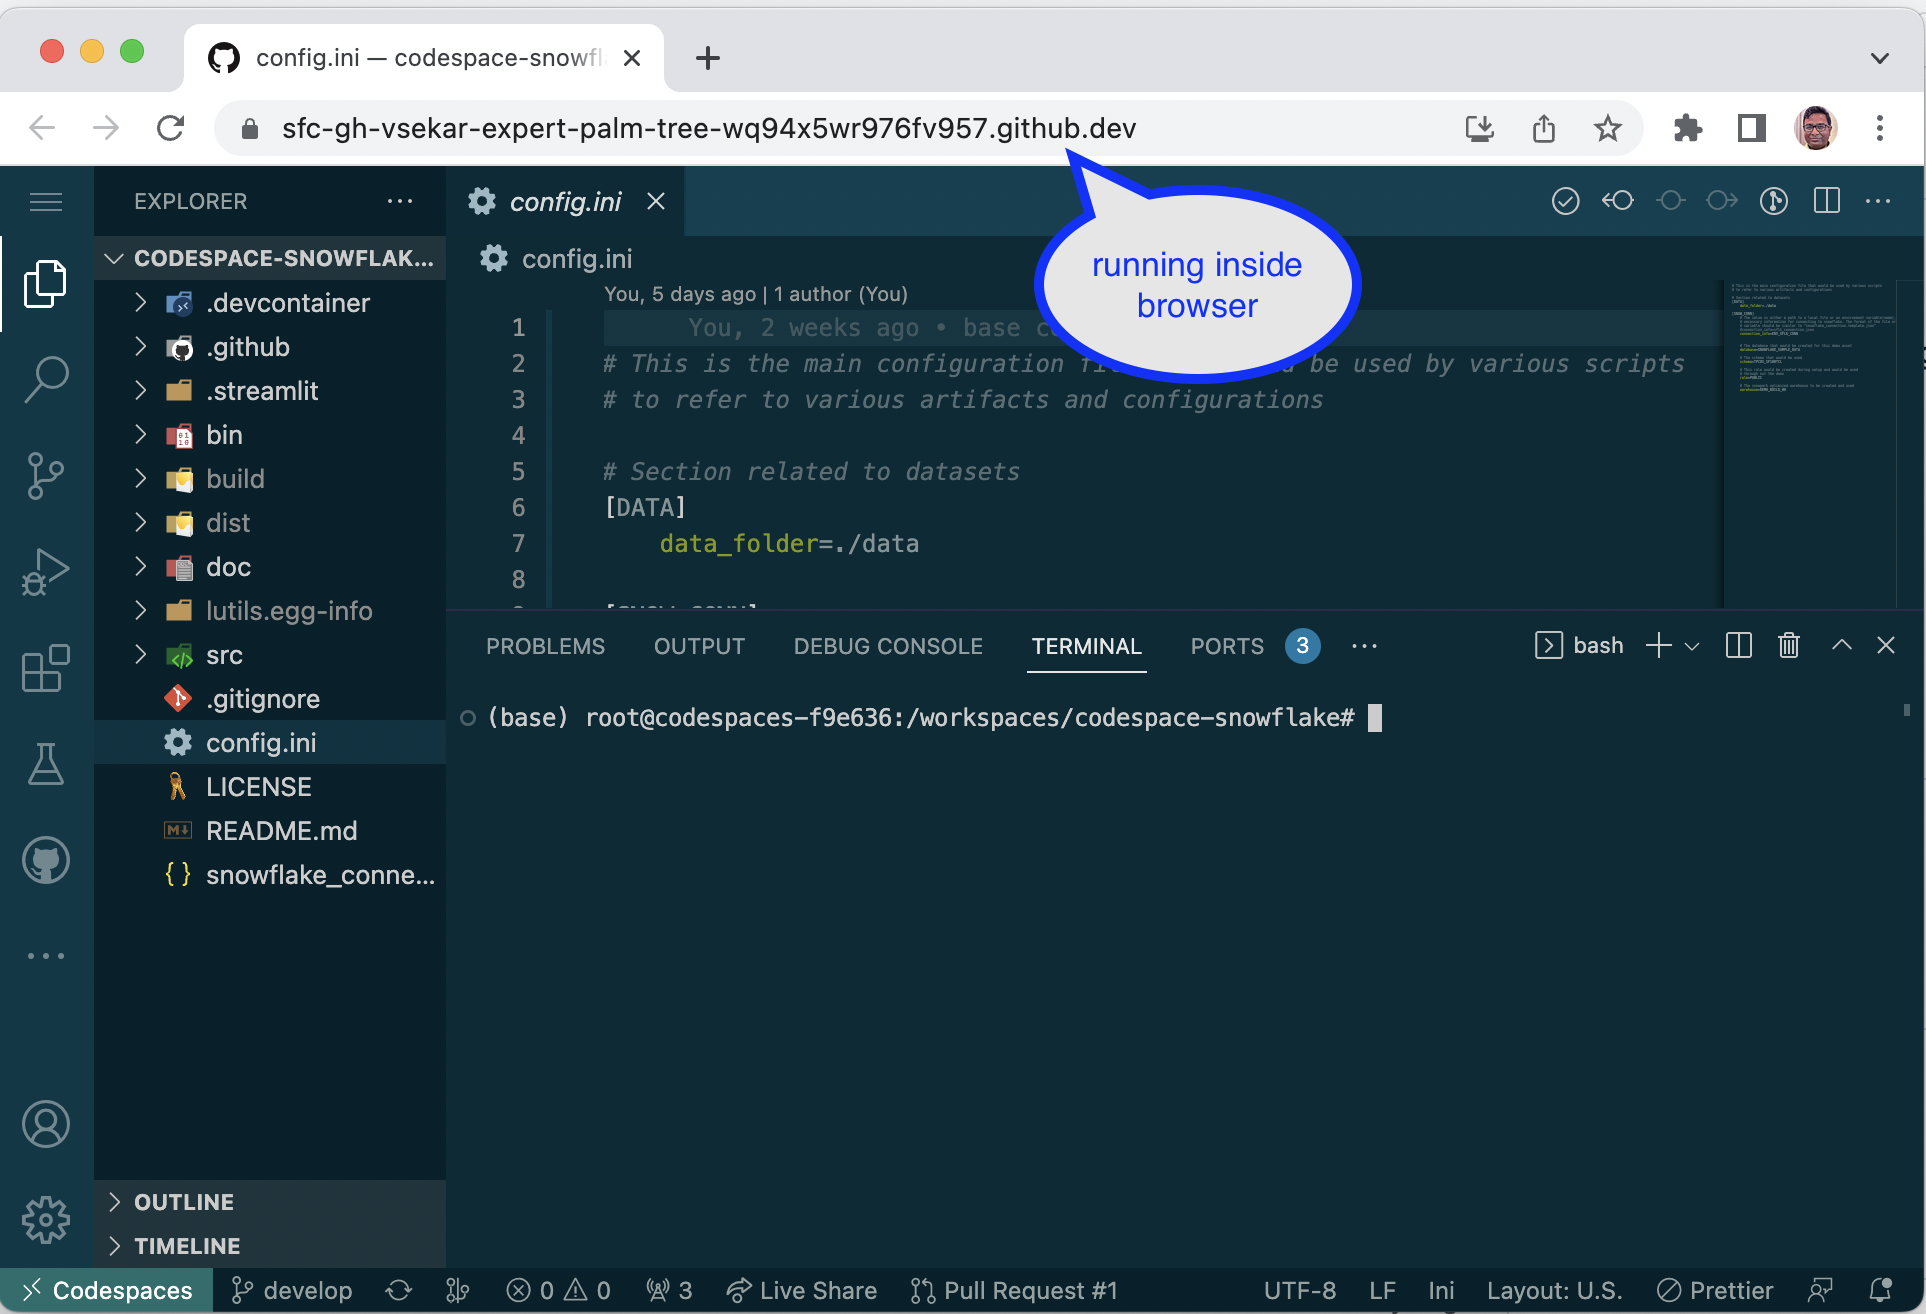 config.ini — codespace-snowfl
sfc-gh-vsekar-expert-palm-tree-wq94x5wr976fv957.github.dev
running inside
browser
EXPLORER
config.ini
CODESPACE-SNOWFLAK...
config.ini
.devcontainer
.github
.streamlit
bin
build
dist
doc
lutils.egg-info
src
.gitignore
config.ini
LICENSE
README.md
snowflake_conne...
OUTLINE
TIMELINE
You, 5 days ago | 1 author (You)
1 You, 2 weeks ago • base
2 # This is the main configuration be used by various scripts
3 # to refer to various artifacts and configurations
4
5 # Section related to datasets
6 [DATA]
7 data_folder=./data
8
PROBLEMS OUTPUT DEBUG CONSOLE TERMINAL PORTS 3 bash
(base) root@codespaces-f9e636:/workspaces/codespace-snowflake#
Codespaces develop 0 0 3 Live Share Pull Request #1 UTF-8 LF Ini Layout: U.S. Prettier